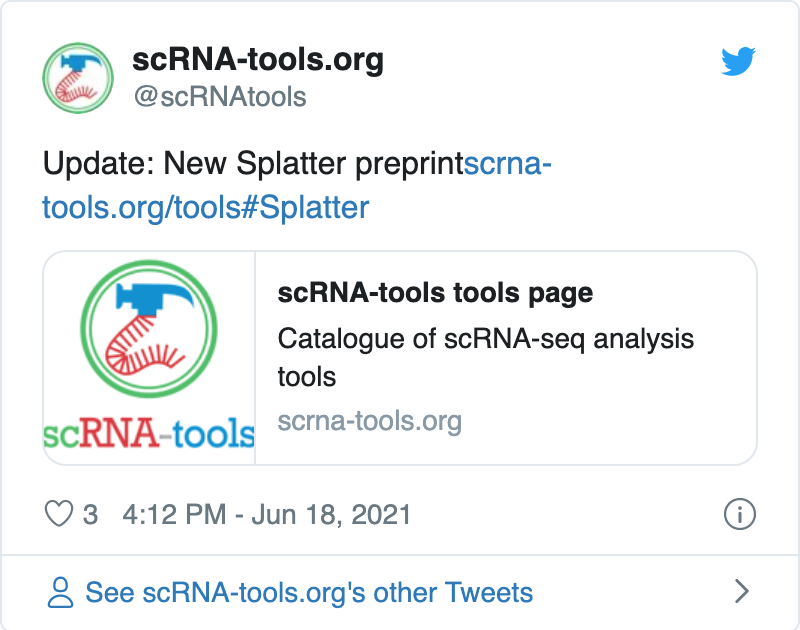 scRNA-tools.org
@scRNAtools
Update: New Splatter preprintscrna-
tools.org/tools#Splatter
scRNA-tools
scRNA-tools tools page
Catalogue of scRNA-seq analysis
tools
scrna-tools.org
3 4:12 PM - Jun 18, 2021
See scRNA-tools.org's other Tweets